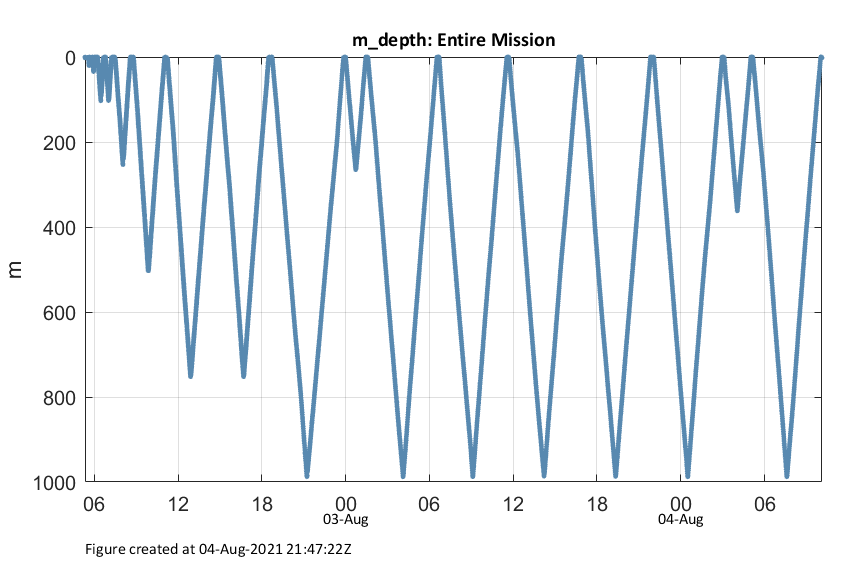 m_depth: Entire Mission
0
200
400
600
800
1000
m
06 12 18 00 06 12 18 00 06
03-Aug 04-Aug
Figure created at 04-Aug-2021 21:47:22Z